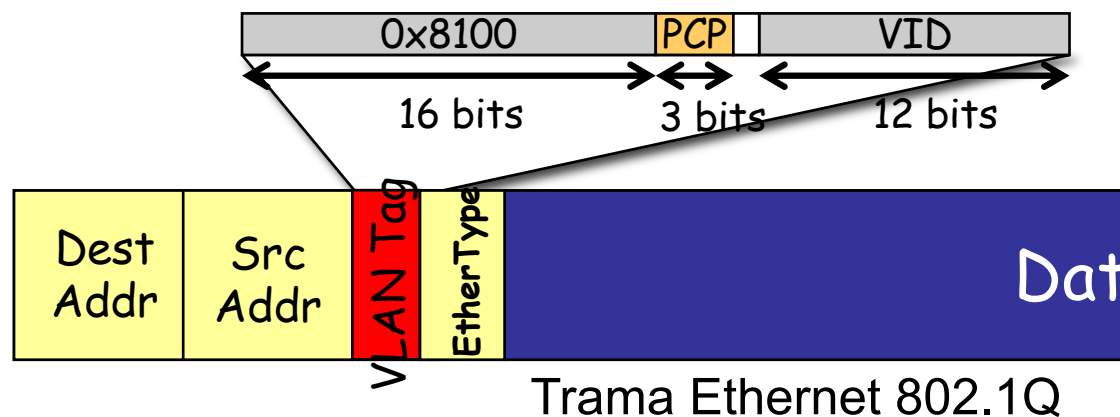 0x8100 PCP VID
16 bits 3 bits 12 bits
Dest Addr
Src Addr
VLAN Tag
EtherType
Dat
Trama Ethernet 802.1Q